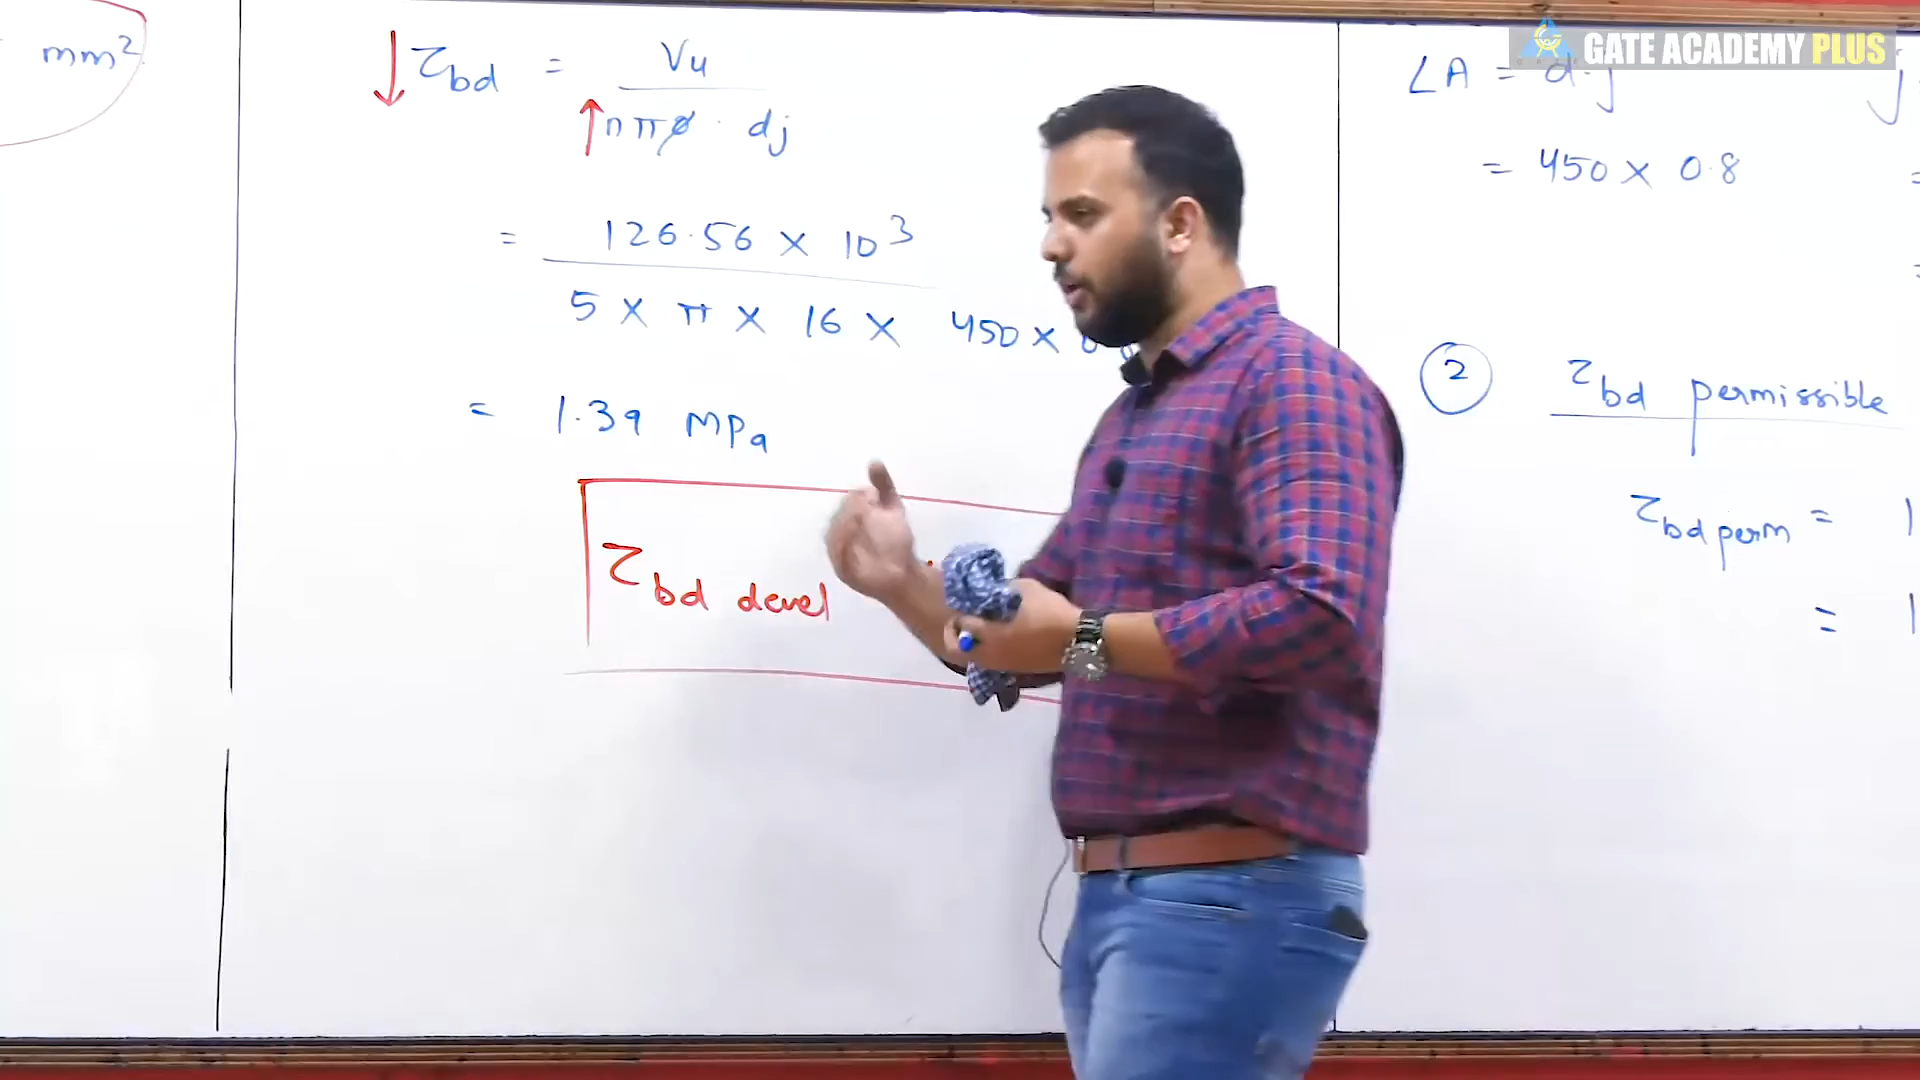 mm²
τbd = Vu
nπϕ · dj
= 126.56 × 10³
5 × π × 16 × 450 ×
= 1.39 MPa
τbd devel
GATE ACADEMY PLUS
LA = d·j
= 450 × 0.8
2 τbd permissible
τbd perm =
=